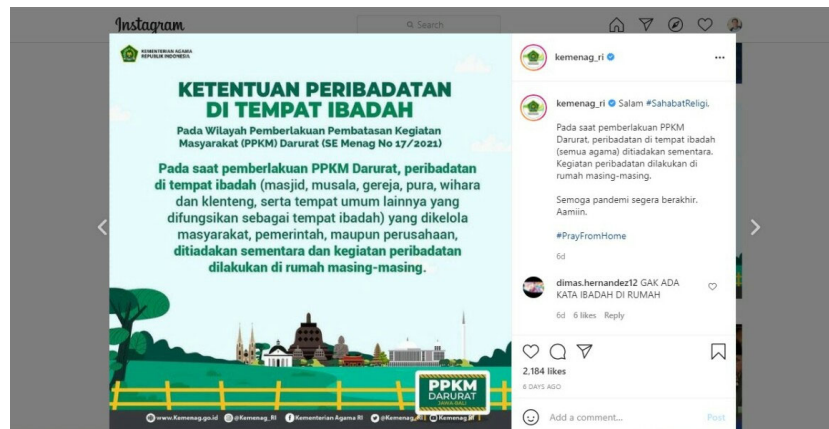 Instagram
Search
KEMENTERIAN AGAMA
REPUBLIK INDONESIA
KETENTUAN PERIBADATAN
DI TEMPAT IBADAH
Pada Wilayah Pemberlakuan Pembatasan Kegiatan
Masyarakat (PPKM) Darurat (SE Menag No 17/2021)
Pada saat pemberlakuan PPKM Darurat, peribadatan
di tempat ibadah (masjid, musala, gereja, pura, wihara
dan klenteng, serta tempat umum lainnya yang
difungsikan sebagai tempat ibadah) yang dikelola
masyarakat, pemerintah, maupun perusahaan,
ditiadakan sementara dan kegiatan peribadatan
dilakukan di rumah masing-masing.
PPKM
DARURAT
JAWA BALI
www.Kemenag.go.id @Kemenag_RI Kementerian Agama RI @Kemenag_RI Kemenag RI
kemenag_ri
kemenag_ri Salam #SahabatReligi.
Pada saat pemberlakuan PPKM
Darurat, peribadatan di tempat ibadah
(semua agama) ditiadakan sementara.
Kegiatan peribadatan dilakukan di
rumah masing-masing.
Semoga pandemi segera berakhir.
Aamiin.
#PrayFromHome
6d
dimas.hernandez12 GAK ADA
KATA IBADAH DI RUMAH
6d 6 likes Reply
2,184 likes
6 DAYS AGO
Add a comment... Post